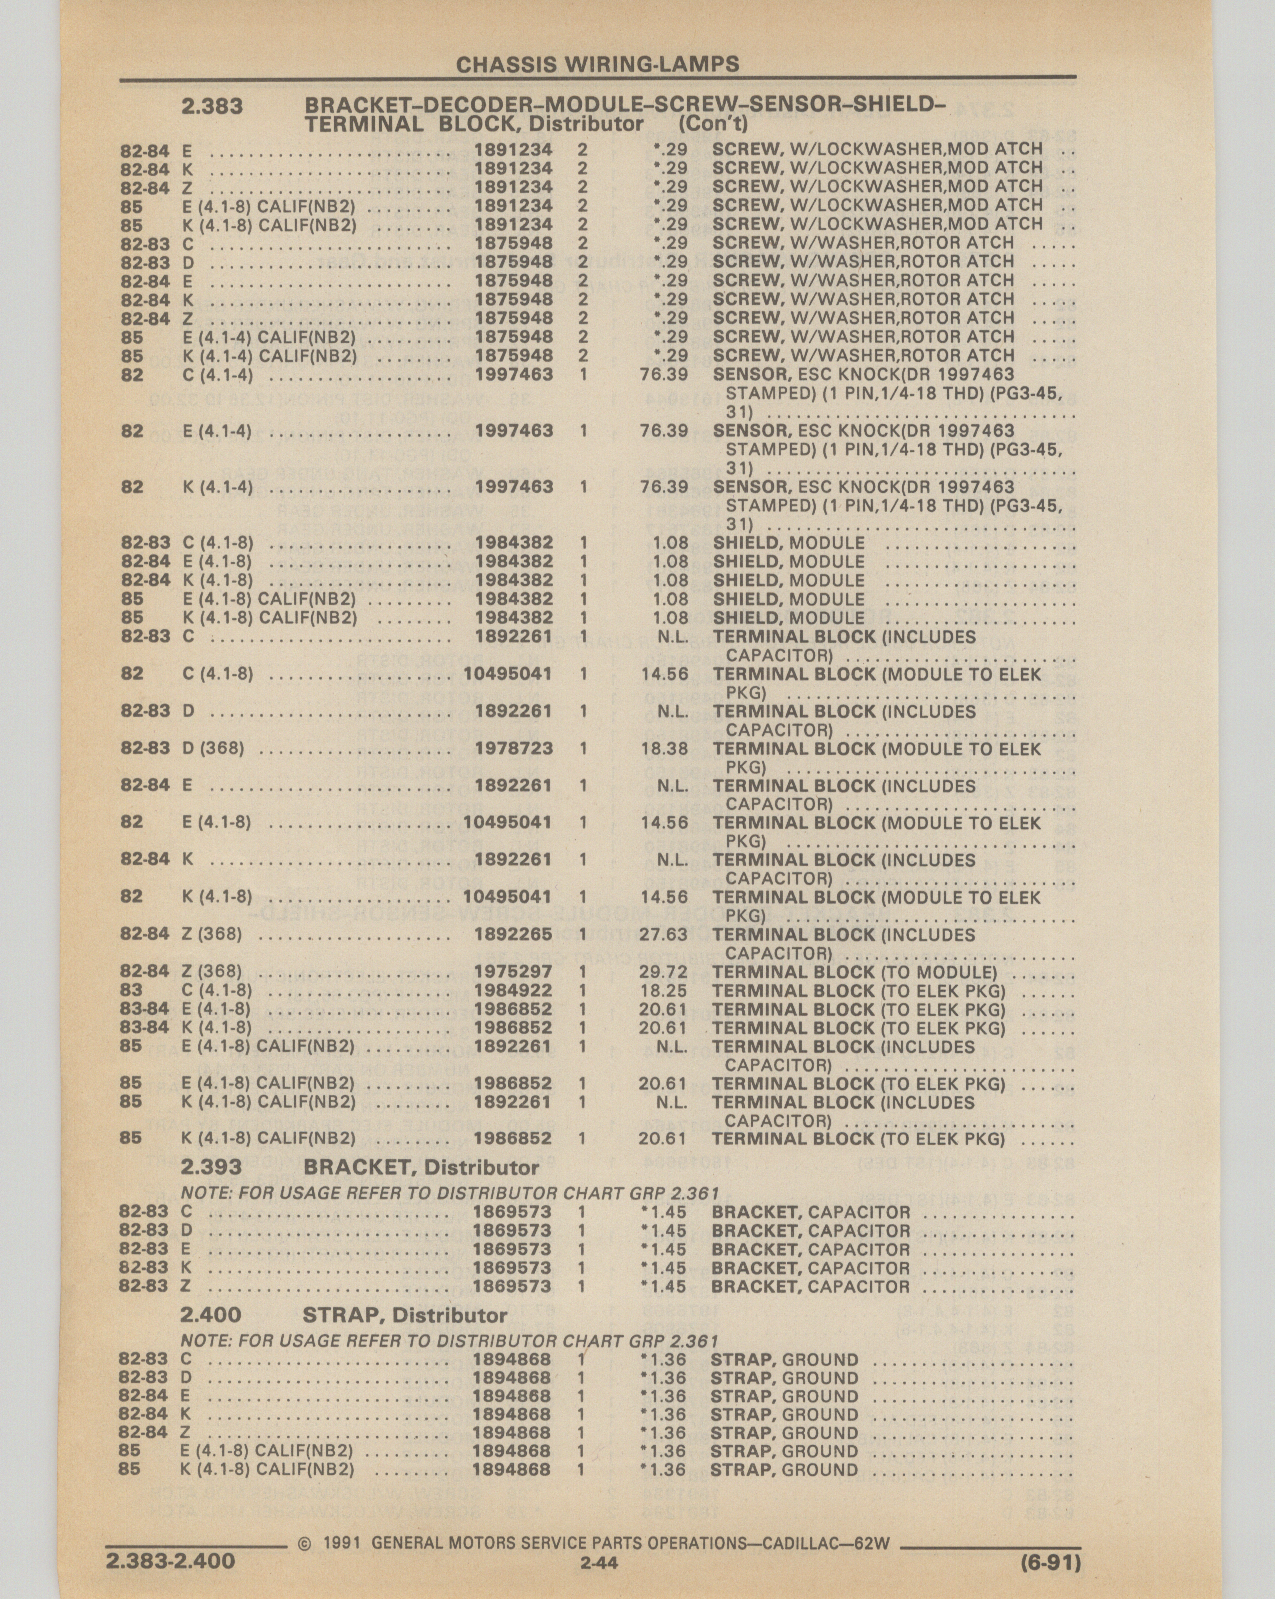 CHASSIS WIRING-LAMPS
2.383 BRACKET–DECODER–MODULE–SCREW–SENSOR–SHIELD–
TERMINAL BLOCK, Distributor (Con't)
82-84 E ......................... 1891234 2 *.29 SCREW, W/LOCKWASHER,MOD ATCH ..
82-84 K ......................... 1891234 2 *.29 SCREW, W/LOCKWASHER,MOD ATCH ..
82-84 Z ......................... 1891234 2 *.29 SCREW, W/LOCKWASHER,MOD ATCH ..
85 E (4.1-8) CALIF(NB2) ......... 1891234 2 *.29 SCREW, W/LOCKWASHER,MOD ATCH ..
85 K (4.1-8) CALIF(NB2) ........ 1891234 2 *.29 SCREW, W/LOCKWASHER,MOD ATCH ..
82-83 C ......................... 1875948 2 *.29 SCREW, W/WASHER,ROTOR ATCH .....
82-83 D ......................... 1875948 2 *.29 SCREW, W/WASHER,ROTOR ATCH .....
82-84 E ......................... 1875948 2 *.29 SCREW, W/WASHER,ROTOR ATCH .....
82-84 K ......................... 1875948 2 *.29 SCREW, W/WASHER,ROTOR ATCH .....
82-84 Z ......................... 1875948 2 *.29 SCREW, W/WASHER,ROTOR ATCH .....
85 E (4.1-4) CALIF(NB2) ......... 1875948 2 *.29 SCREW, W/WASHER,ROTOR ATCH .....
85 K (4.1-4) CALIF(NB2) ........ 1875948 2 *.29 SCREW, W/WASHER,ROTOR ATCH .....
82 C (4.1-4) ................... 1997463 1 76.39 SENSOR, ESC KNOCK(DR 1997463
STAMPED) (1 PIN,1/4-18 THD) (PG3-45,
31) ................................
82 E (4.1-4) ................... 1997463 1 76.39 SENSOR, ESC KNOCK(DR 1997463
STAMPED) (1 PIN,1/4-18 THD) (PG3-45,
31) ................................
82 K (4.1-4) ................... 1997463 1 76.39 SENSOR, ESC KNOCK(DR 1997463
STAMPED) (1 PIN,1/4-18 THD) (PG3-45,
31) ................................
82-83 C (4.1-8) ................... 1984382 1 1.08 SHIELD, MODULE ....................
82-84 E (4.1-8) ................... 1984382 1 1.08 SHIELD, MODULE ....................
82-84 K (4.1-8) ................... 1984382 1 1.08 SHIELD, MODULE ....................
85 E (4.1-8) CALIF(NB2) ......... 1984382 1 1.08 SHIELD, MODULE ....................
85 K (4.1-8) CALIF(NB2) ........ 1984382 1 1.08 SHIELD, MODULE ....................
82-83 C ......................... 1892261 1 N.L. TERMINAL BLOCK (INCLUDES
CAPACITOR) ........................
82 C (4.1-8) ................... 10495041 1 14.56 TERMINAL BLOCK (MODULE TO ELEK
PKG) ..............................
82-83 D ......................... 1892261 1 N.L. TERMINAL BLOCK (INCLUDES
CAPACITOR) ........................
82-83 D (368) .................... 1978723 1 18.38 TERMINAL BLOCK (MODULE TO ELEK
PKG) ..............................
82-84 E ......................... 1892261 1 N.L. TERMINAL BLOCK (INCLUDES
CAPACITOR) ........................
82 E (4.1-8) ................... 10495041 1 14.56 TERMINAL BLOCK (MODULE TO ELEK
PKG) ..............................
82-84 K ......................... 1892261 1 N.L. TERMINAL BLOCK (INCLUDES
CAPACITOR) ........................
82 K (4.1-8) ................... 10495041 1 14.56 TERMINAL BLOCK (MODULE TO ELEK
PKG) ..............................
82-84 Z (368) .................... 1892265 1 27.63 TERMINAL BLOCK (INCLUDES
CAPACITOR) ........................
82-84 Z (368) .................... 1975297 1 29.72 TERMINAL BLOCK (TO MODULE) .......
83 C (4.1-8) ................... 1984922 1 18.25 TERMINAL BLOCK (TO ELEK PKG) ......
83-84 E (4.1-8) ................... 1986852 1 20.61 TERMINAL BLOCK (TO ELEK PKG) ......
83-84 K (4.1-8) ................... 1986852 1 20.61 TERMINAL BLOCK (TO ELEK PKG) ......
85 E (4.1-8) CALIF(NB2) ......... 1892261 1 N.L. TERMINAL BLOCK (INCLUDES
CAPACITOR) ........................
85 E (4.1-8) CALIF(NB2) ......... 1986852 1 20.61 TERMINAL BLOCK (TO ELEK PKG) ......
85 K (4.1-8) CALIF(NB2) ........ 1892261 1 N.L. TERMINAL BLOCK (INCLUDES
CAPACITOR) ........................
85 K (4.1-8) CALIF(NB2) ........ 1986852 1 20.61 TERMINAL BLOCK (TO ELEK PKG) ......
2.393 BRACKET, Distributor
NOTE: FOR USAGE REFER TO DISTRIBUTOR CHART GRP 2.361
82-83 C ......................... 1869573 1 *1.45 BRACKET, CAPACITOR ................
82-83 D ......................... 1869573 1 *1.45 BRACKET, CAPACITOR ................
82-83 E ......................... 1869573 1 *1.45 BRACKET, CAPACITOR ................
82-83 K ......................... 1869573 1 *1.45 BRACKET, CAPACITOR ................
82-83 Z ......................... 1869573 1 *1.45 BRACKET, CAPACITOR ................
2.400 STRAP, Distributor
NOTE: FOR USAGE REFER TO DISTRIBUTOR CHART GRP 2.361
82-83 C ......................... 1894868 1 *1.36 STRAP, GROUND .....................
82-83 D ......................... 1894868 1 *1.36 STRAP, GROUND .....................
82-84 E ......................... 1894868 1 *1.36 STRAP, GROUND .....................
82-84 K ......................... 1894868 1 *1.36 STRAP, GROUND .....................
82-84 Z ......................... 1894868 1 *1.36 STRAP, GROUND .....................
85 E (4.1-8) CALIF(NB2) ......... 1894868 1 *1.36 STRAP, GROUND .....................
85 K (4.1-8) CALIF(NB2) ........ 1894868 1 *1.36 STRAP, GROUND .....................
© 1991 GENERAL MOTORS SERVICE PARTS OPERATIONS—CADILLAC—62W
2.383-2.400 2-44 (6-91)